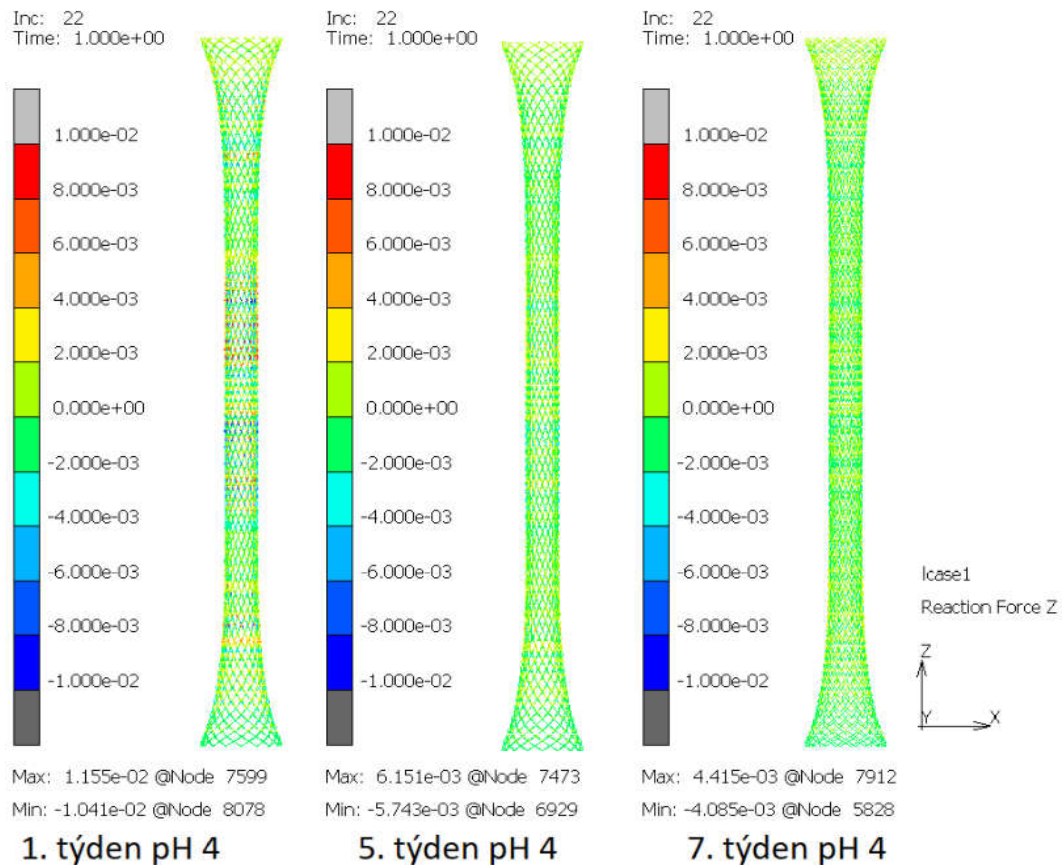 Inc: 22
Time: 1.000e+00
1.000e-02
8.000e-03
6.000e-03
4.000e-03
2.000e-03
0.000e+00
-2.000e-03
-4.000e-03
-6.000e-03
-8.000e-03
-1.000e-02
Max: 1.155e-02 @Node 7599
Min: -1.041e-02 @Node 8078
1. týden pH 4
Inc: 22
Time: 1.000e+00
1.000e-02
8.000e-03
6.000e-03
4.000e-03
2.000e-03
0.000e+00
-2.000e-03
-4.000e-03
-6.000e-03
-8.000e-03
-1.000e-02
Max: 6.151e-03 @Node 7473
Min: -5.743e-03 @Node 6929
5. týden pH 4
Inc: 22
Time: 1.000e+00
1.000e-02
8.000e-03
6.000e-03
4.000e-03
2.000e-03
0.000e+00
-2.000e-03
-4.000e-03
-6.000e-03
-8.000e-03
-1.000e-02
Max: 4.415e-03 @Node 7912
Min: -4.085e-03 @Node 5828
7. týden pH 4
lcase1
Reaction Force Z
Z
Y X